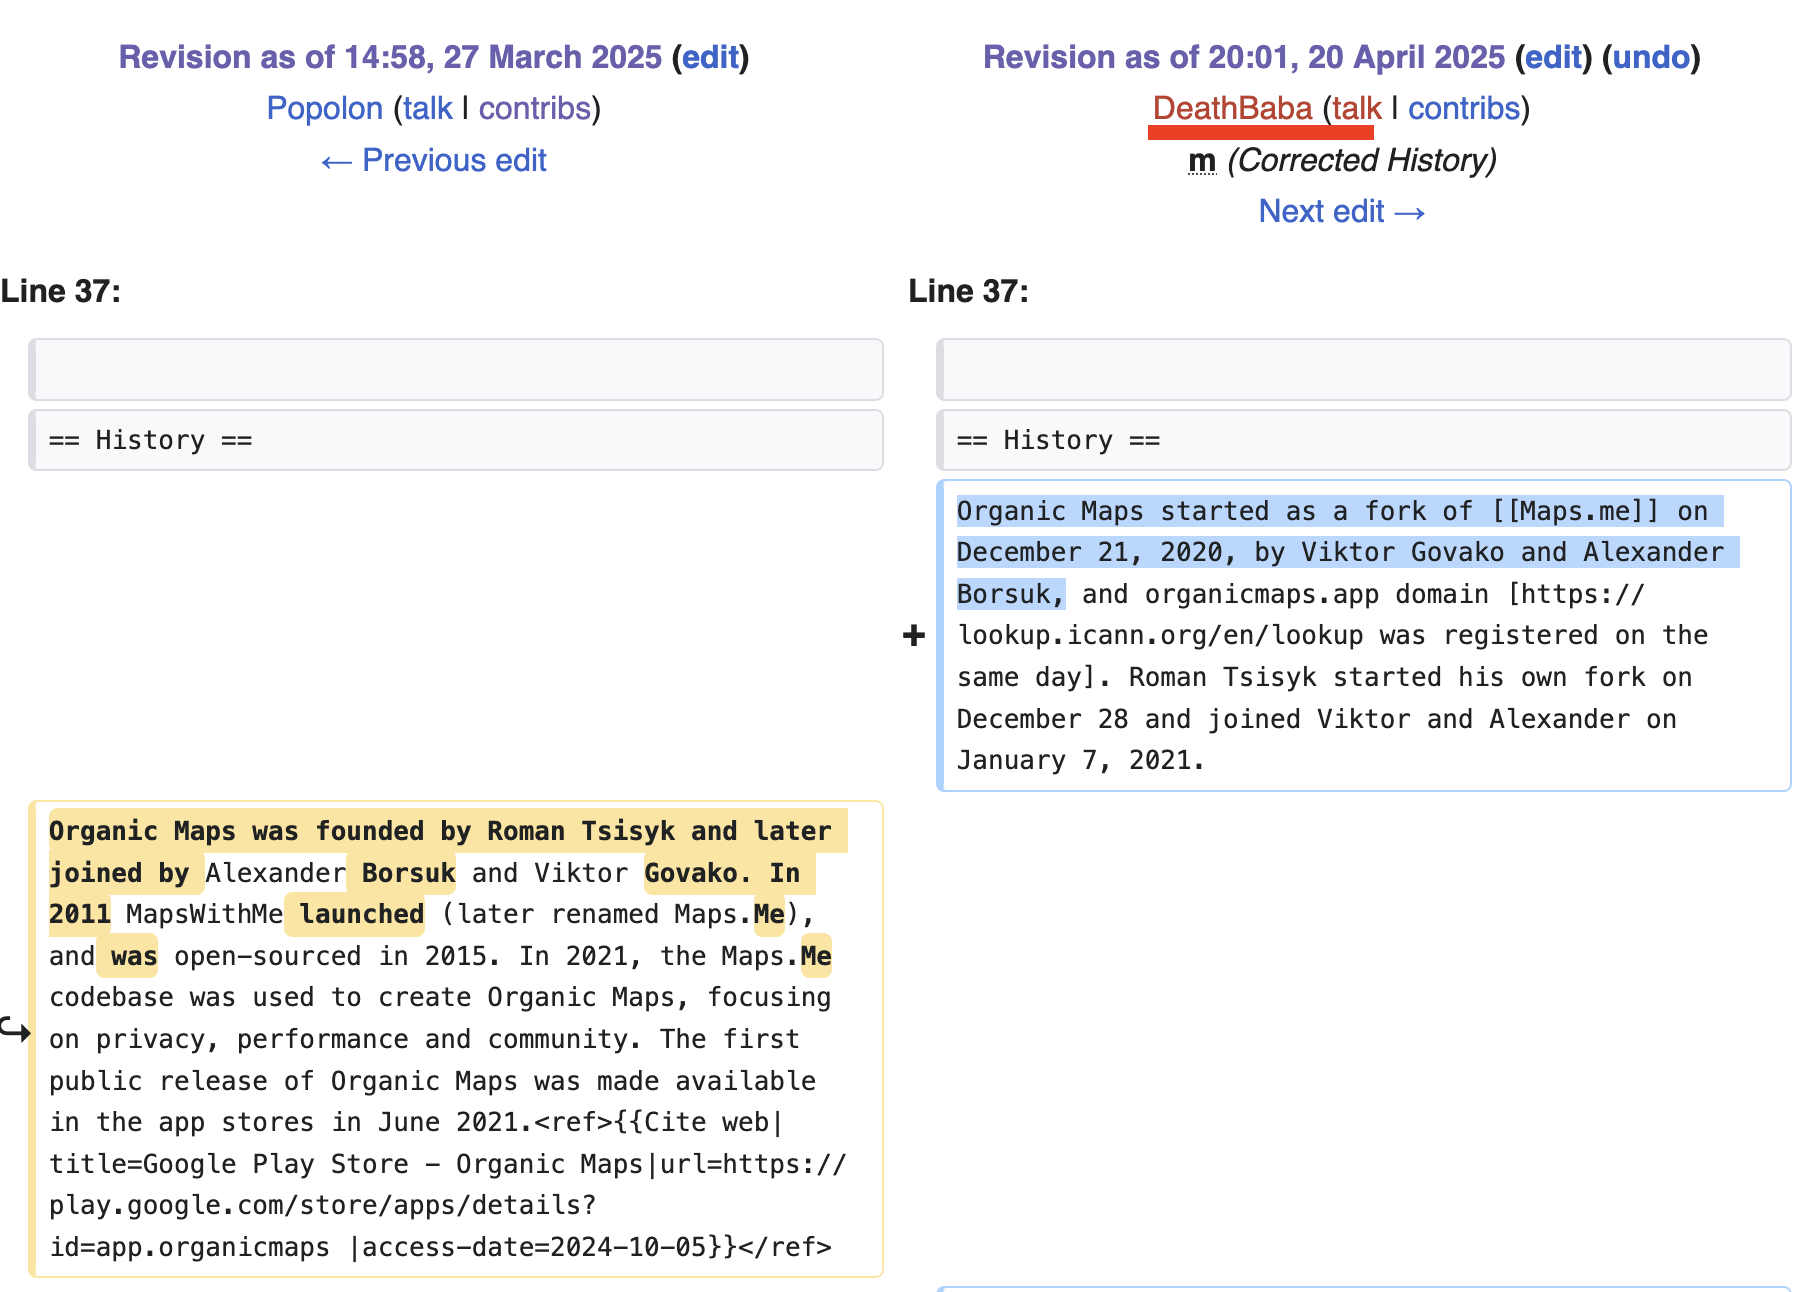 Revision as of 14:58, 27 March 2025 (edit)
Popolon (talk | contribs)
← Previous edit
Revision as of 20:01, 20 April 2025 (edit) (undo)
DeathBaba (talk | contribs)
m (Corrected History)
Next edit →
Line 37:
Line 37:
== History ==
== History ==
Organic Maps started as a fork of [[Maps.me]] on
December 21, 2020, by Viktor Govako and Alexander
Borsuk, and organicmaps.app domain [https://
lookup.icann.org/en/lookup was registered on the
same day]. Roman Tsisyk started his own fork on
December 28 and joined Viktor and Alexander on
January 7, 2021.
Organic Maps was founded by Roman Tsisyk and later
joined by Alexander Borsuk and Viktor Govako. In
2011 MapsWithMe launched (later renamed Maps.Me),
and was open-sourced in 2015. In 2021, the Maps.Me
codebase was used to create Organic Maps, focusing
on privacy, performance and community. The first
public release of Organic Maps was made available
in the app stores in June 2021.<ref>{{Cite web|
title=Google Play Store – Organic Maps|url=https://
play.google.com/store/apps/details?
id=app.organicmaps |access-date=2024-10-05}}</ref>